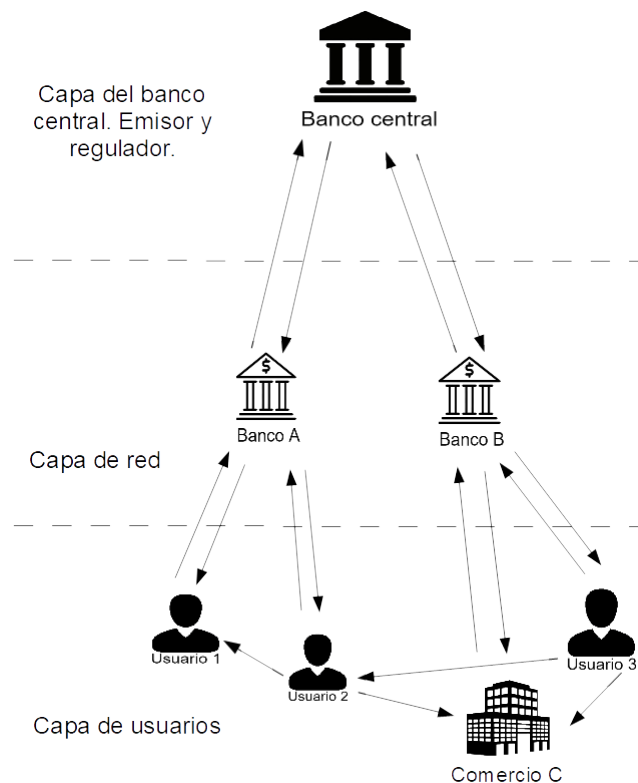 Capa del banco
central. Emisor y
regulador.
Banco central
$
$
Banco A
Banco B
Capa de red
Usuario 1
Usuario 2
Usuario 3
Capa de usuarios
Comercio C